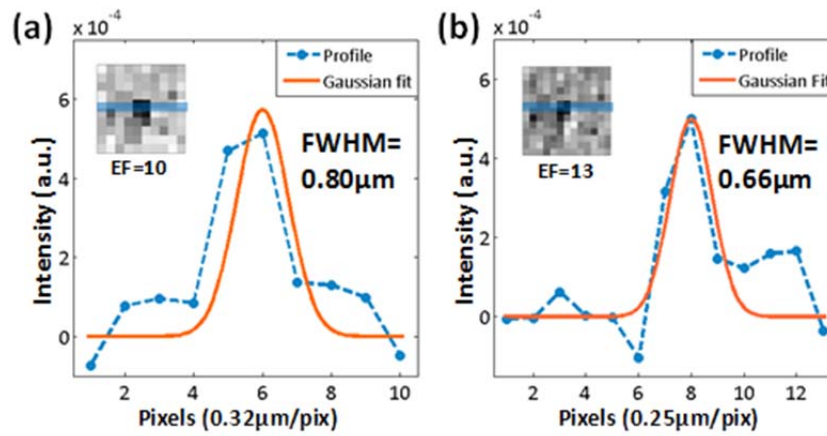 (a)
x 10⁻⁴
Profile
Gaussian fit
EF=10
FWHM=
0.80µm
6
4
2
0
Intensity (a.u.)
2 4 6 8 10
Pixels (0.32µm/pix)
(b)
x 10⁻⁴
Profile
Gaussian Fit
EF=13
FWHM=
0.66µm
6
4
2
0
Intensity (a.u.)
2 4 6 8 10 12
Pixels (0.25µm/pix)